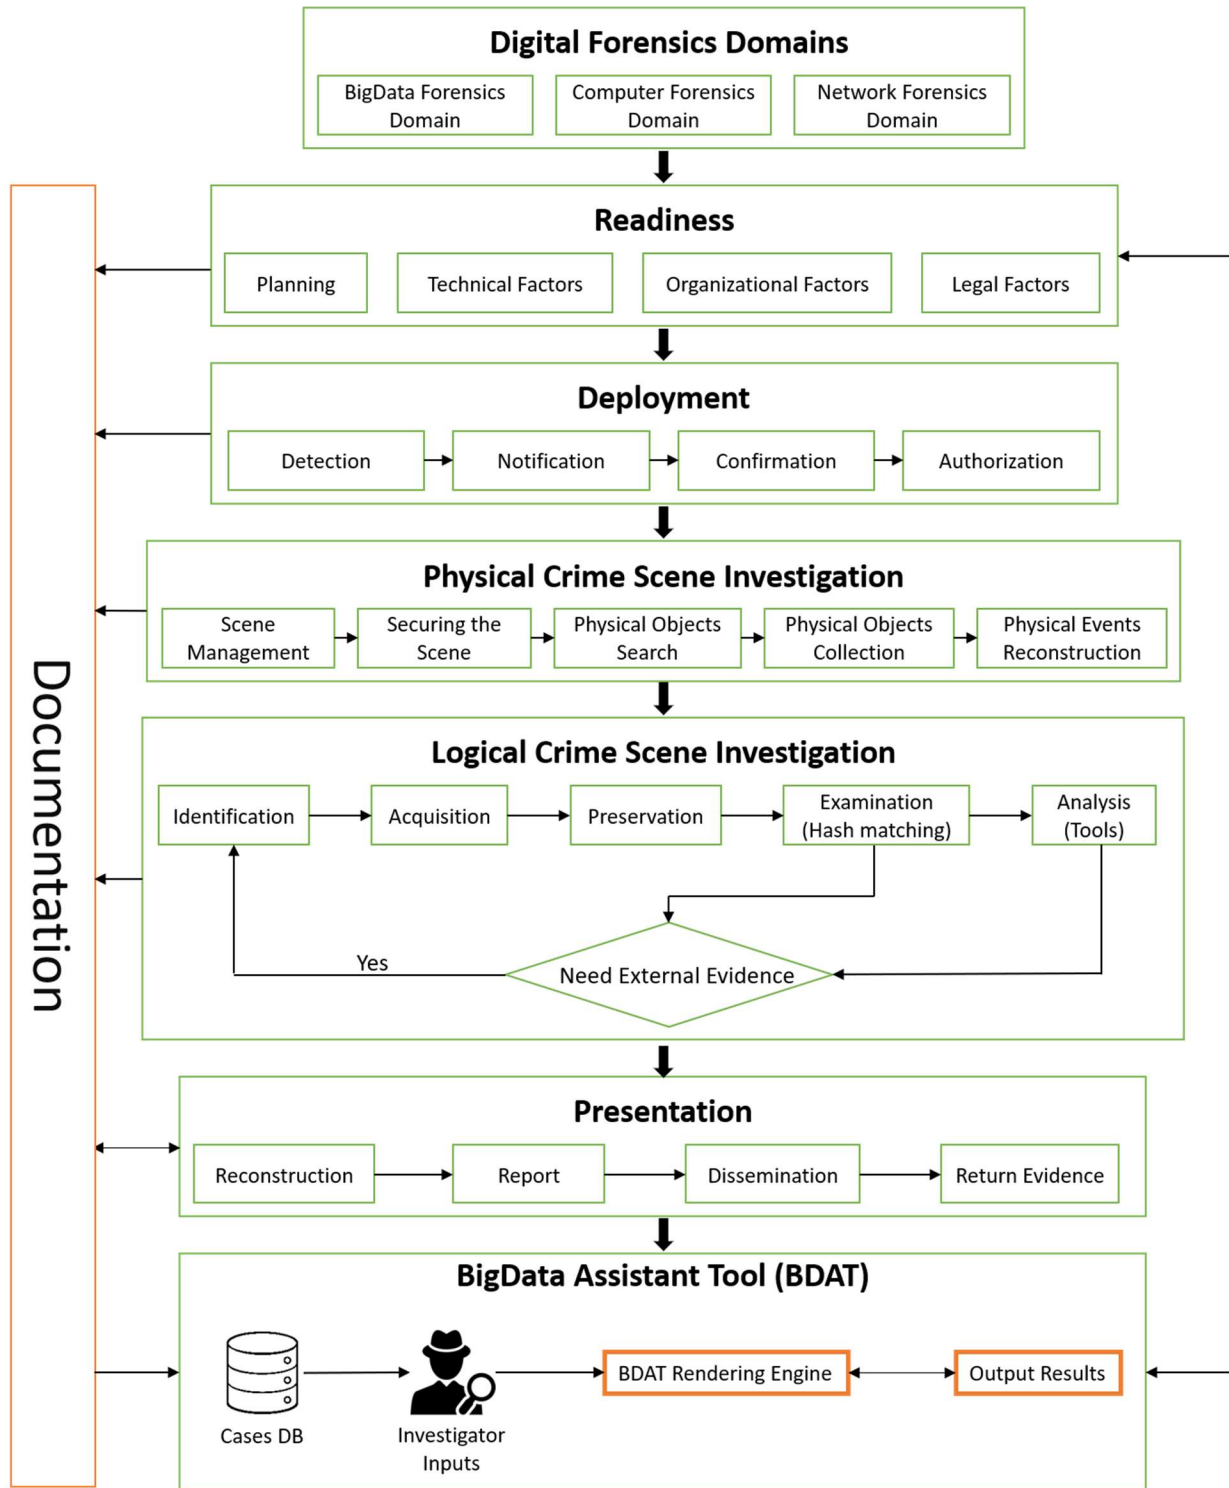 Digital Forensics Domains
BigData Forensics
Domain
Computer Forensics
Domain
Network Forensics
Domain
Readiness
Planning
Technical Factors
Organizational Factors
Legal Factors
Deployment
Detection
Notification
Confirmation
Authorization
Physical Crime Scene Investigation
Scene
Management
Securing the
Scene
Physical Objects
Search
Physical Objects
Collection
Physical Events
Reconstruction
Documentation
Logical Crime Scene Investigation
Identification
Acquisition
Preservation
Examination
(Hash matching)
Analysis
(Tools)
Yes
Need External Evidence
Presentation
Reconstruction
Report
Dissemination
Return Evidence
BigData Assistant Tool (BDAT)
Cases DB
Investigator
Inputs
BDAT Rendering Engine
Output Results